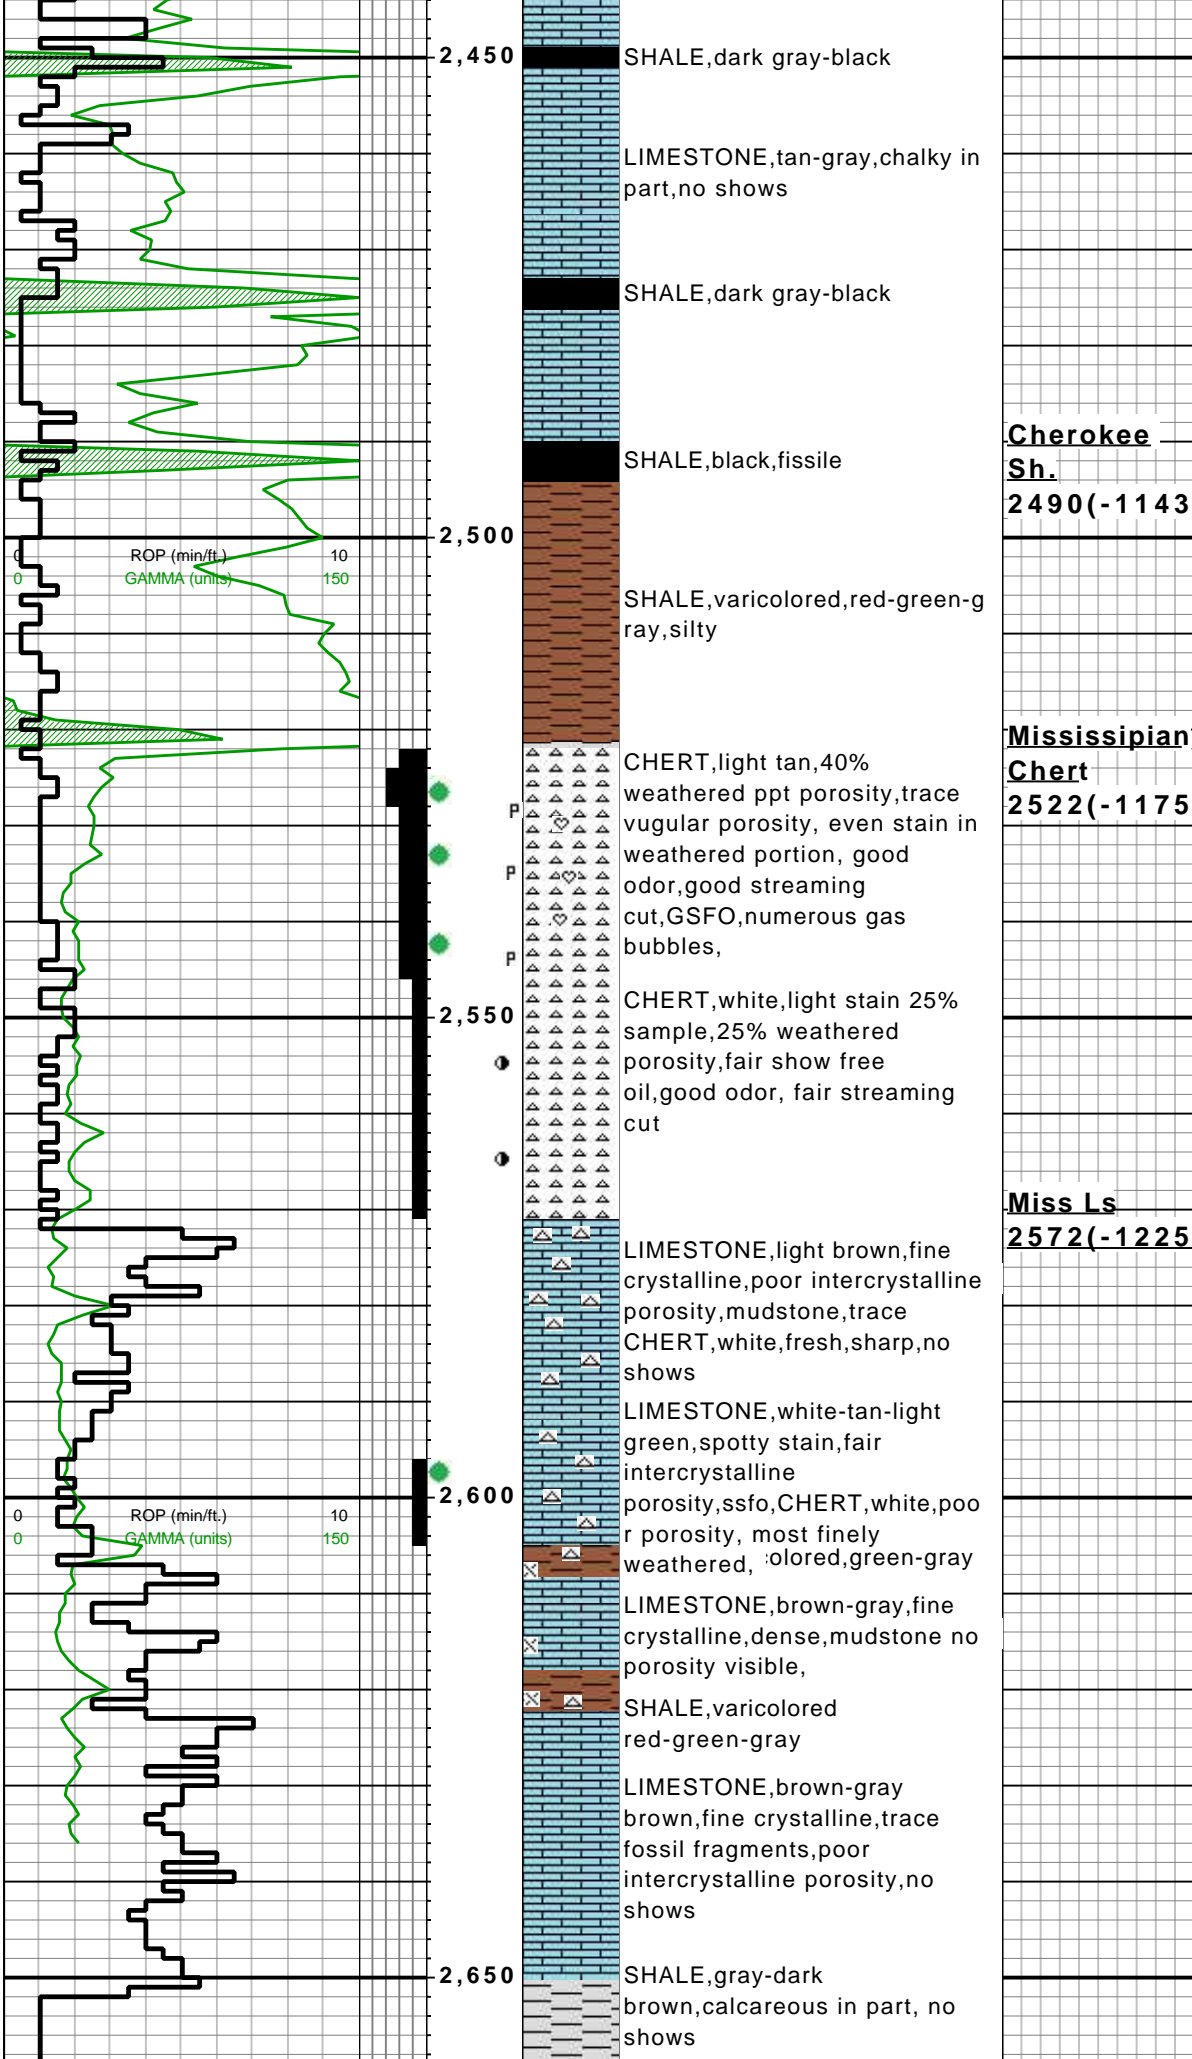 2,450
SHALE,dark gray-black
LIMESTONE,tan-gray,chalky in
part,no shows
SHALE,dark gray-black
Cherokee
Sh.
2490(-1143
SHALE,black,fissile
2,500
0 ROP (min/ft.) 10
0 GAMMA (units) 150
SHALE,varicolored,red-green-g
ray,silty
Mississipian
Chert
2522(-1175
CHERT,light tan,40%
weathered ppt porosity,trace
vugular porosity, even stain in
weathered portion, good
odor,good streaming
cut,GSFO,numerous gas
bubbles,
P
P
P
CHERT,white,light stain 25%
sample,25% weathered
porosity,fair show free
oil,good odor, fair streaming
cut
2,550
Miss Ls
2572(-1225
LIMESTONE,light brown,fine
crystalline,poor intercrystalline
porosity,mudstone,trace
CHERT,white,fresh,sharp,no
shows
LIMESTONE,white-tan-light
green,spotty stain,fair
intercrystalline
porosity,ssfo,CHERT,white,poo
r porosity, most finely
weathered, colored,green-gray
2,600
0 ROP (min/ft.) 10
0 GAMMA (units) 150
LIMESTONE,brown-gray,fine
crystalline,dense,mudstone no
porosity visible,
SHALE,varicolored
red-green-gray
LIMESTONE,brown-gray
brown,fine crystalline,trace
fossil fragments,poor
intercrystalline porosity,no
shows
2,650
SHALE,gray-dark
brown,calcareous in part, no
shows